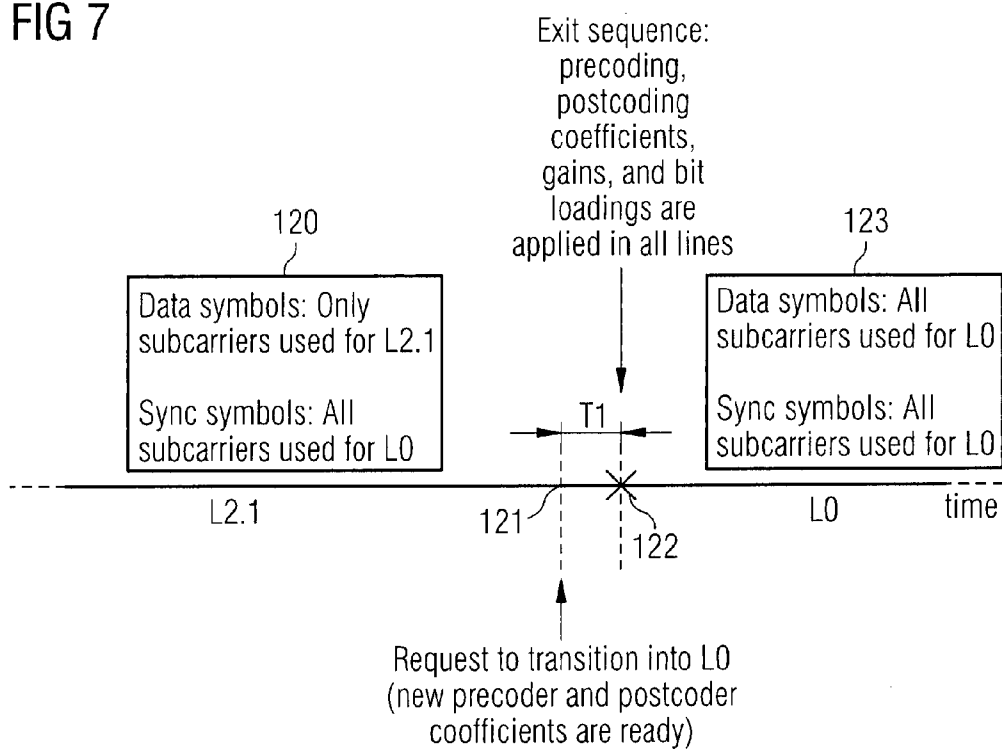 FIG 7
Exit sequence:
precoding,
postcoding
coefficients,
gains, and bit
loadings are
applied in all lines
120
Data symbols: Only
subcarriers used for L2.1
Sync symbols: All
subcarriers used for L0
123
Data symbols: All
subcarriers used for L0
Sync symbols: All
subcarriers used for L0
T1
L2.1
121
122
L0
time
Request to transition into L0
(new precoder and postcoder
coofficients are ready)